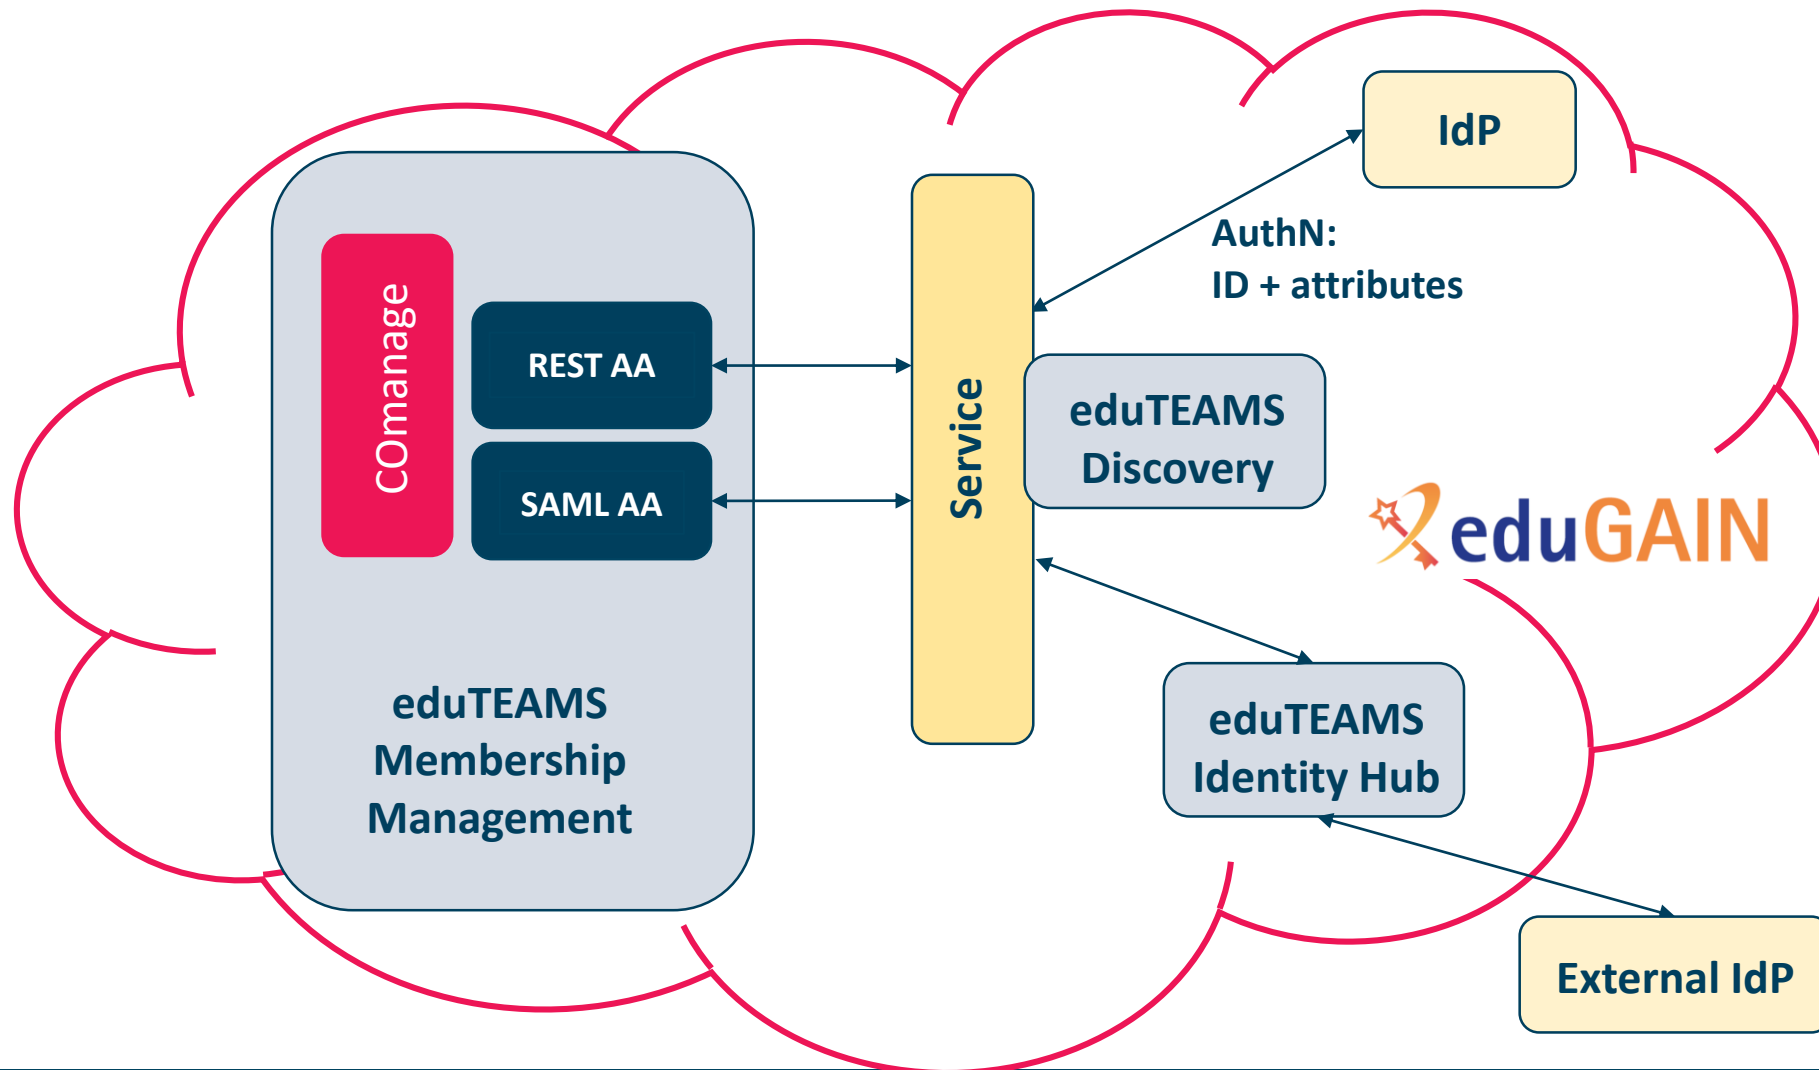 IdP
AuthN:
ID + attributes
COmanage
REST AA
SAML AA
Service
eduTEAMS
Discovery
eduGAIN
eduTEAMS
Membership
Management
eduTEAMS
Identity Hub
External IdP